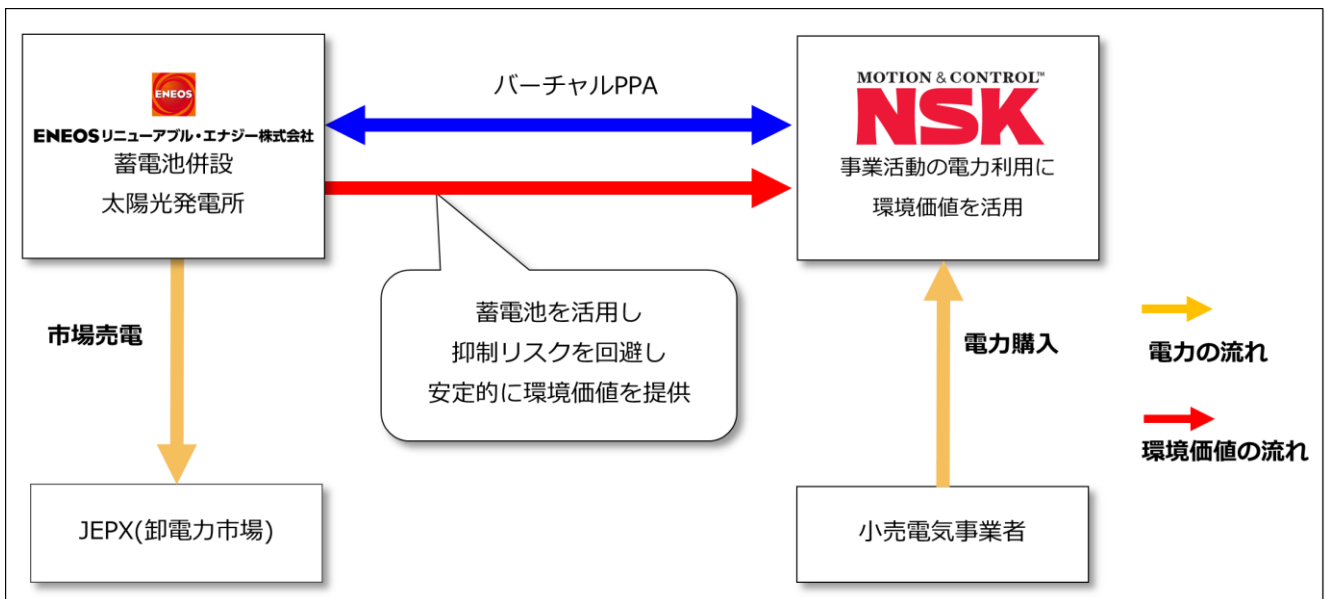 ENEOS
ENEOSリニューアブル・エナジー株式会社
蓄電池併設
太陽光発電所
バーチャルPPA
MOTION & CONTROL™
NSK
事業活動の電力利用に
環境価値を活用
蓄電池を活用し
抑制リスクを回避し
安定的に環境価値を提供
市場売電
電力購入
電力の流れ
環境価値の流れ
JEPX(卸電力市場)
小売電気事業者